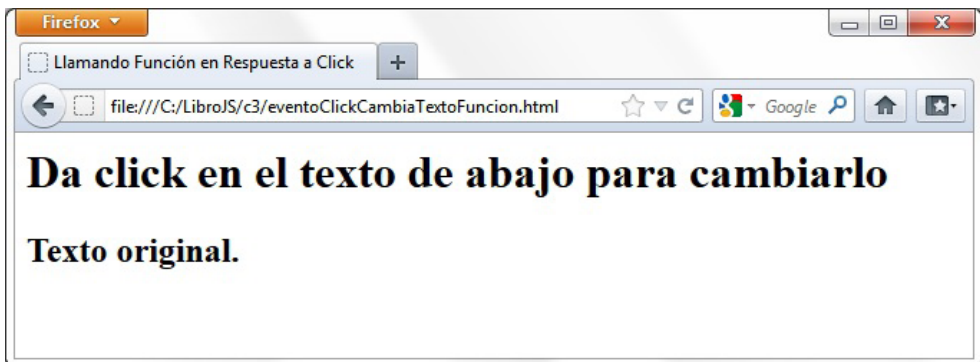 Firefox
Llamando Función en Respuesta a Click
file:///C:/LibroJS/c3/eventoClickCambiaTextoFuncion.html
Google
Da click en el texto de abajo para cambiarlo
Texto original.